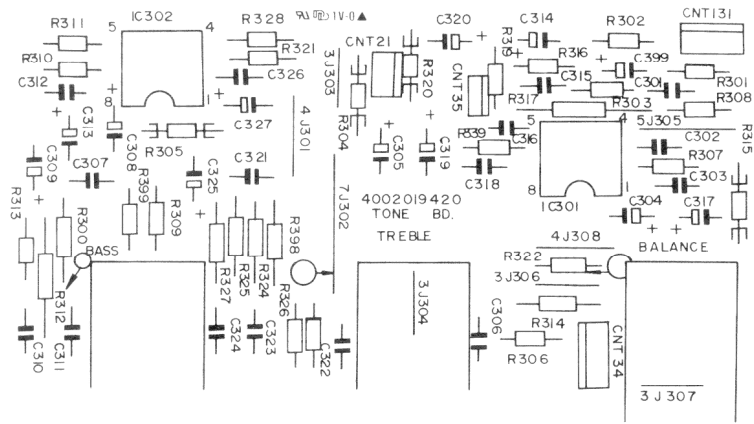 R311
5
IC302
4
R328
1V-0
C320
C314
R302
CNT131
R310
R321
CNT21
3J303
R319
R316
C399
C312
C326
R320
CNT35
C315
C301
R301
8
1
R317
R303
R308
C313
C327
4J301
R304
5
4
5J305
C309
C307
C308
R305
C321
C305
C319
R39
C316
C302
R315
R399
C325
C318
R307
8
1
C303
R313
R309
7J302
4002019420
TONE BD.
IC301
C304
C317
R300
R398
TREBLE
4J308
BALANCE
BASS
R322
3J306
R312
R327
R325
R324
R326
3J304
C310
C311
C324
C323
C322
C306
R314
R306
CNT34
3J307